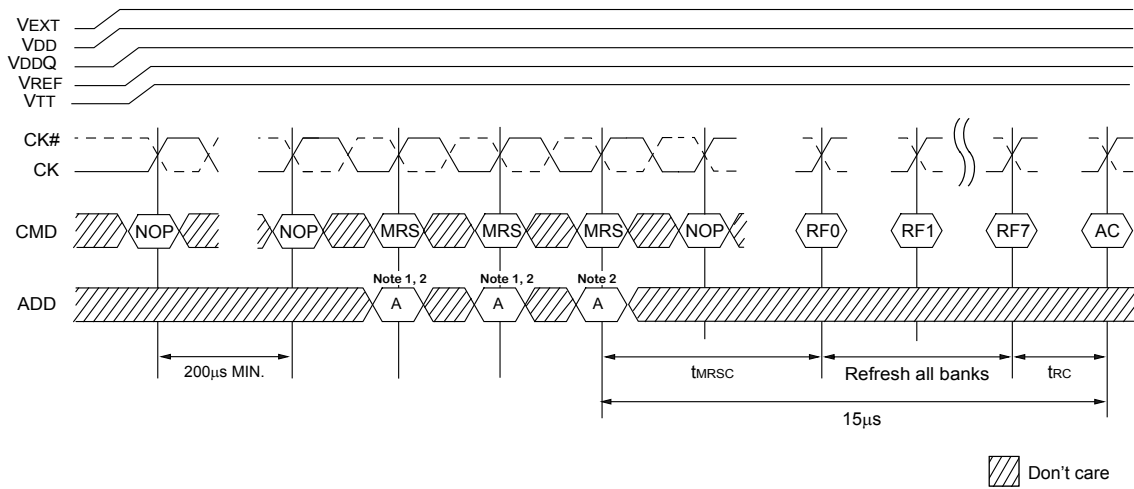 VEXT
VDD
VDDQ
VREF
VTT
CK#
CK
CMD NOP NOP MRS MRS MRS NOP RF0 RF1 RF7 AC
Note 1, 2 Note 1, 2 Note 2
ADD A A A
200μs MIN. tMRSC Refresh all banks tRC
15μs
Don't care